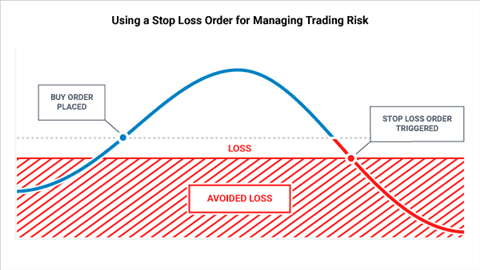 Using a Stop Loss Order for Managing Trading Risk
BUY ORDER
PLACED
STOP LOSS ORDER
TRIGGERED
LOSS
AVOIDED LOSS